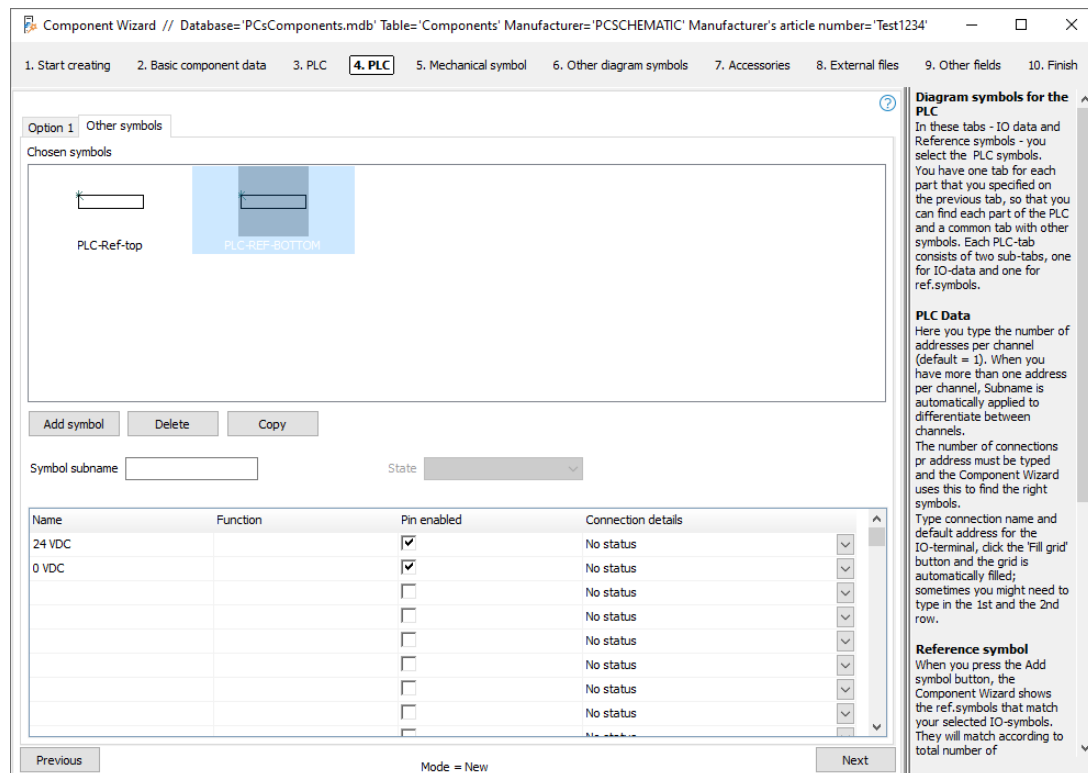 Component Wizard // Database='PCsComponents.mdb' Table='Components' Manufacturer='PCSCHEMATIC' Manufacturer's article number='Test1234'
1. Start creating 2. Basic component data 3. PLC 4. PLC 5. Mechanical symbol 6. Other diagram symbols 7. Accessories 8. External files 9. Other fields 10. Finish
?
Option 1 Other symbols
Chosen symbols
PLC-Ref-top PLC-REF-BOTTOM
Add symbol Delete Copy
Symbol subname State
Name Function Pin enabled Connection details
24 VDC No status
0 VDC No status
No status
No status
No status
No status
No status
No status
No status
Previous Mode = New Next
Diagram symbols for the
PLC
In these tabs - IO data and
Reference symbols - you
select the PLC symbols.
You have one tab for each
part that you specified on
the previous tab, so that you
can find each part of the PLC
and a common tab with other
symbols. Each PLC-tab
consists of two sub-tabs, one
for IO-data and one for
ref.symbols.
PLC Data
Here you type the number of
addresses per channel
(default = 1). When you
have more than one address
per channel, Subname is
automatically applied to
differentiate between
channels.
The number of connections
pr address must be typed
and the Component Wizard
uses this to find the right
symbols.
Type connection name and
default address for the
IO-terminal, click the 'Fill grid'
button and the grid is
automatically filled;
sometimes you might need to
type in the 1st and the 2nd
row.
Reference symbol
When you press the Add
symbol button, the
Component Wizard shows
the ref.symbols that match
your selected IO-symbols.
They will match according to
total number of